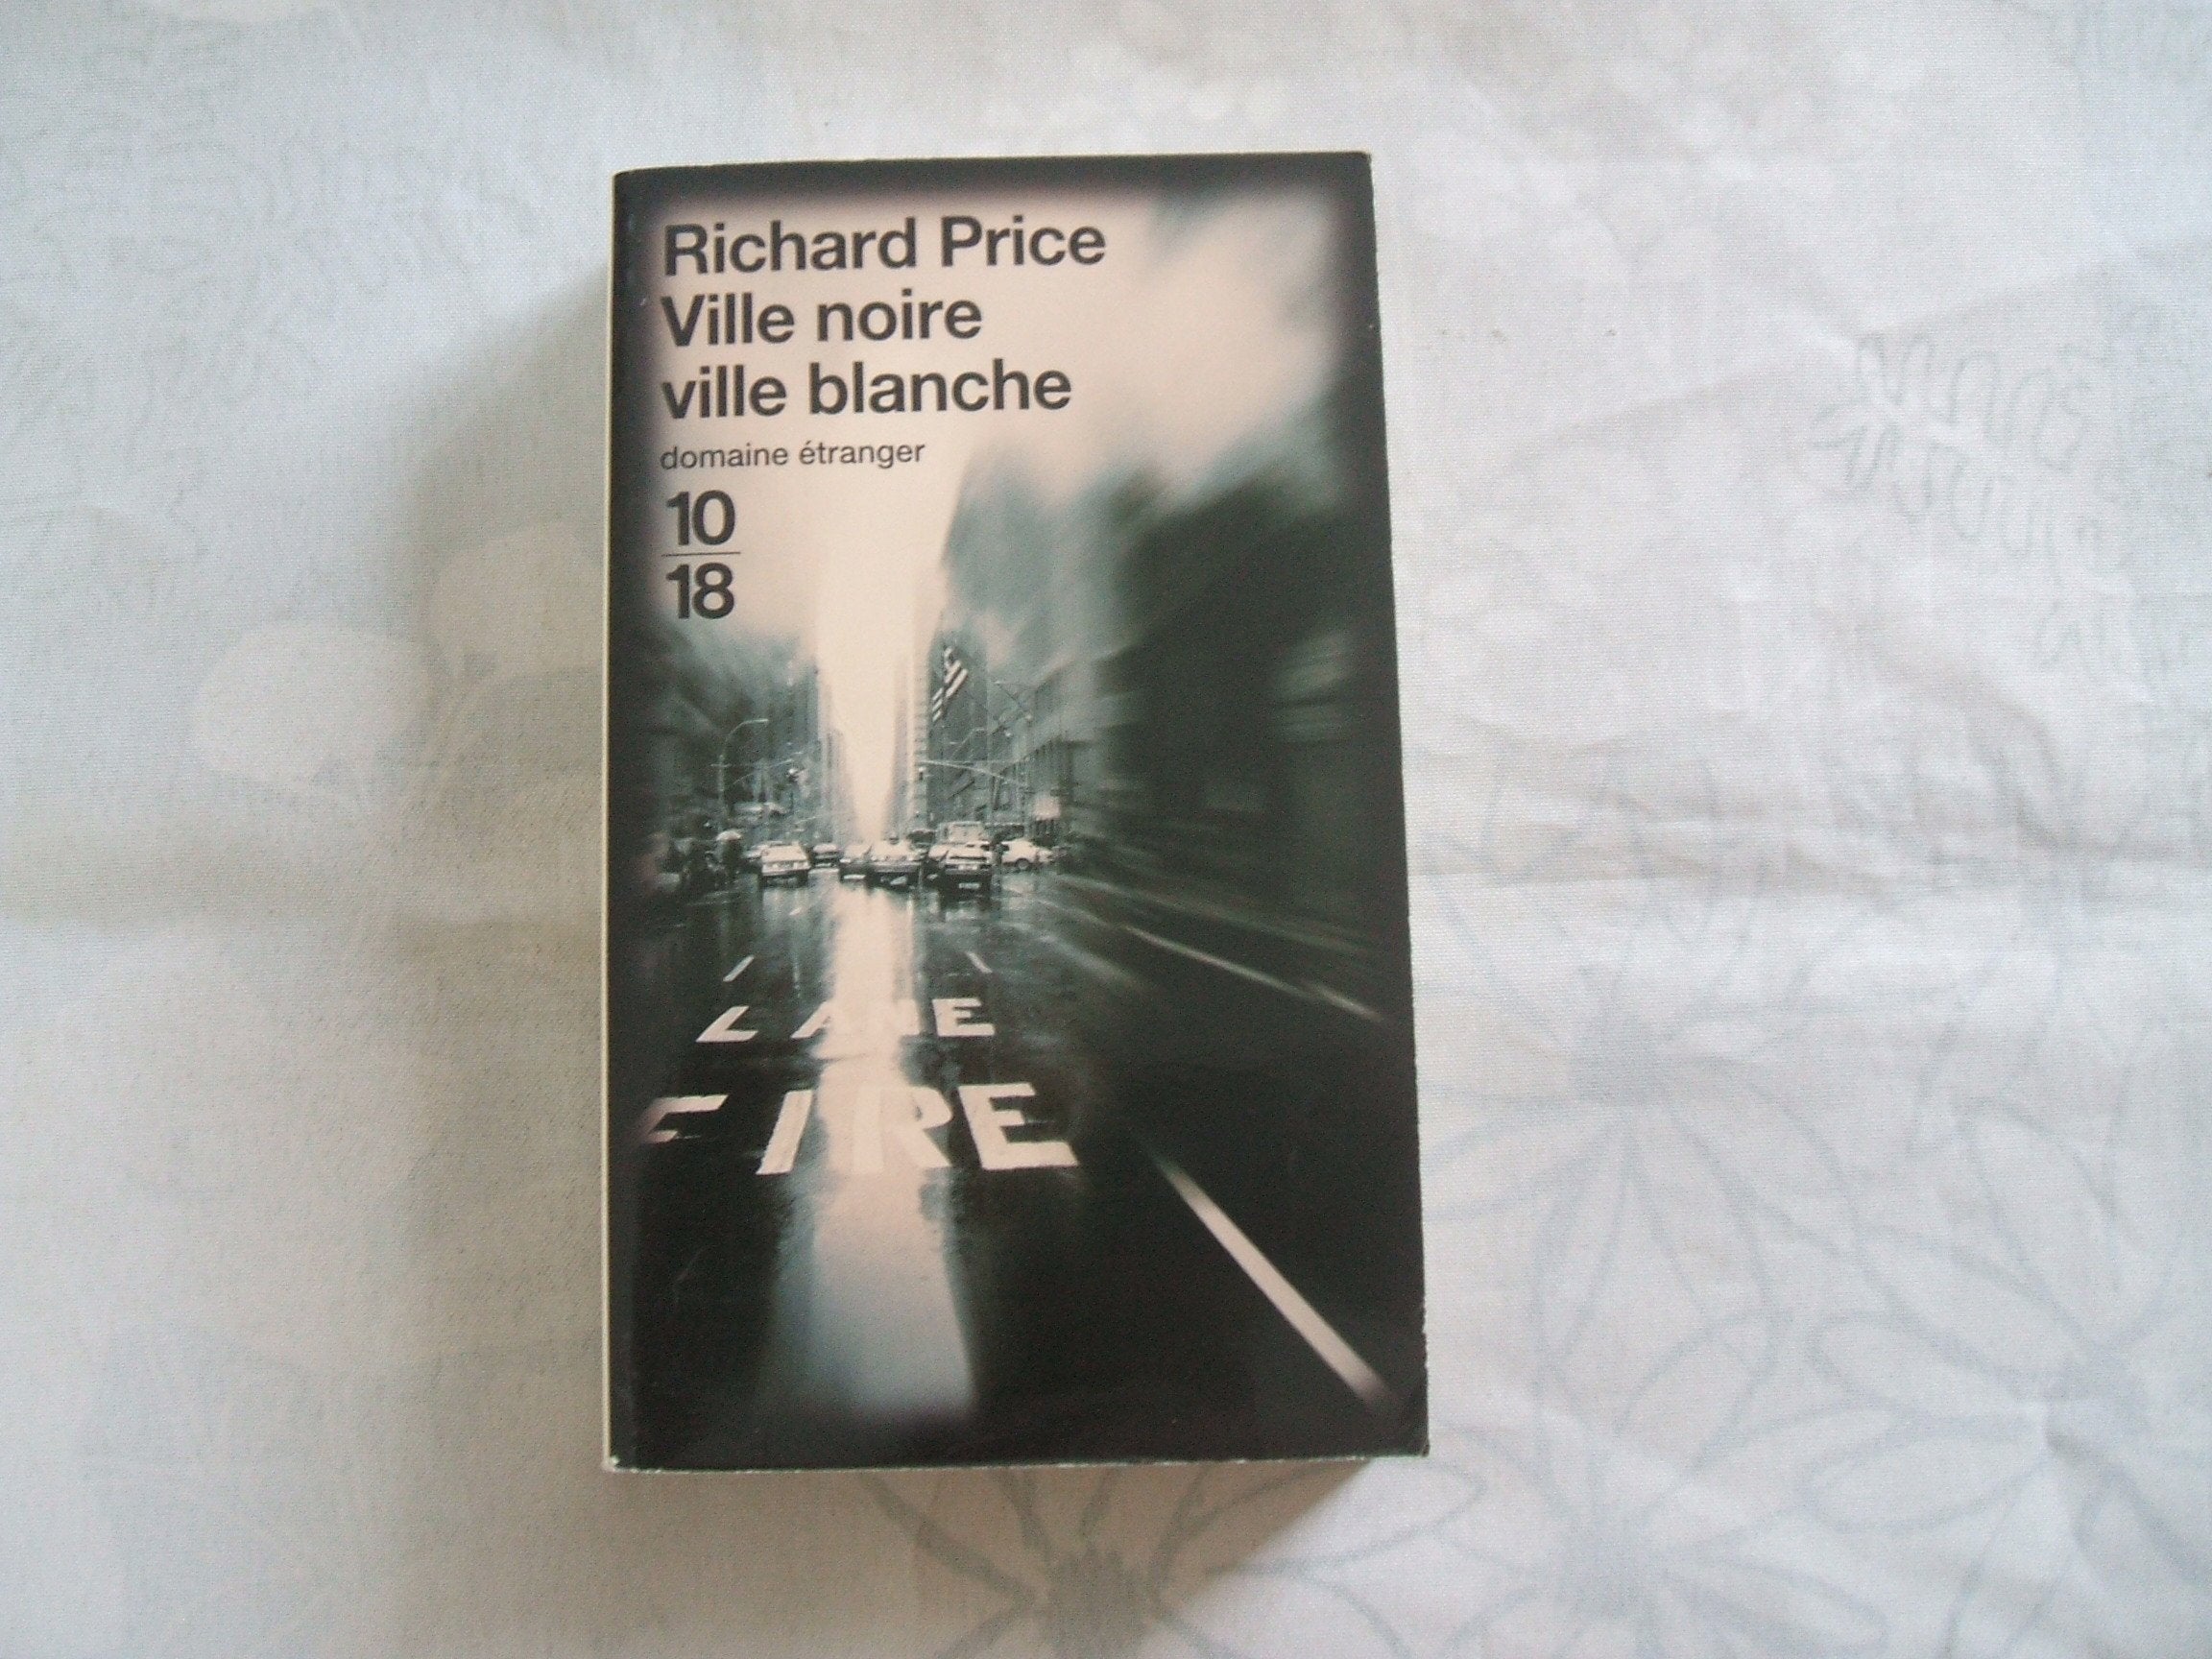 Richard Price
Ville noire
ville blanche
domaine étranger
10
18
LANE
FIRE